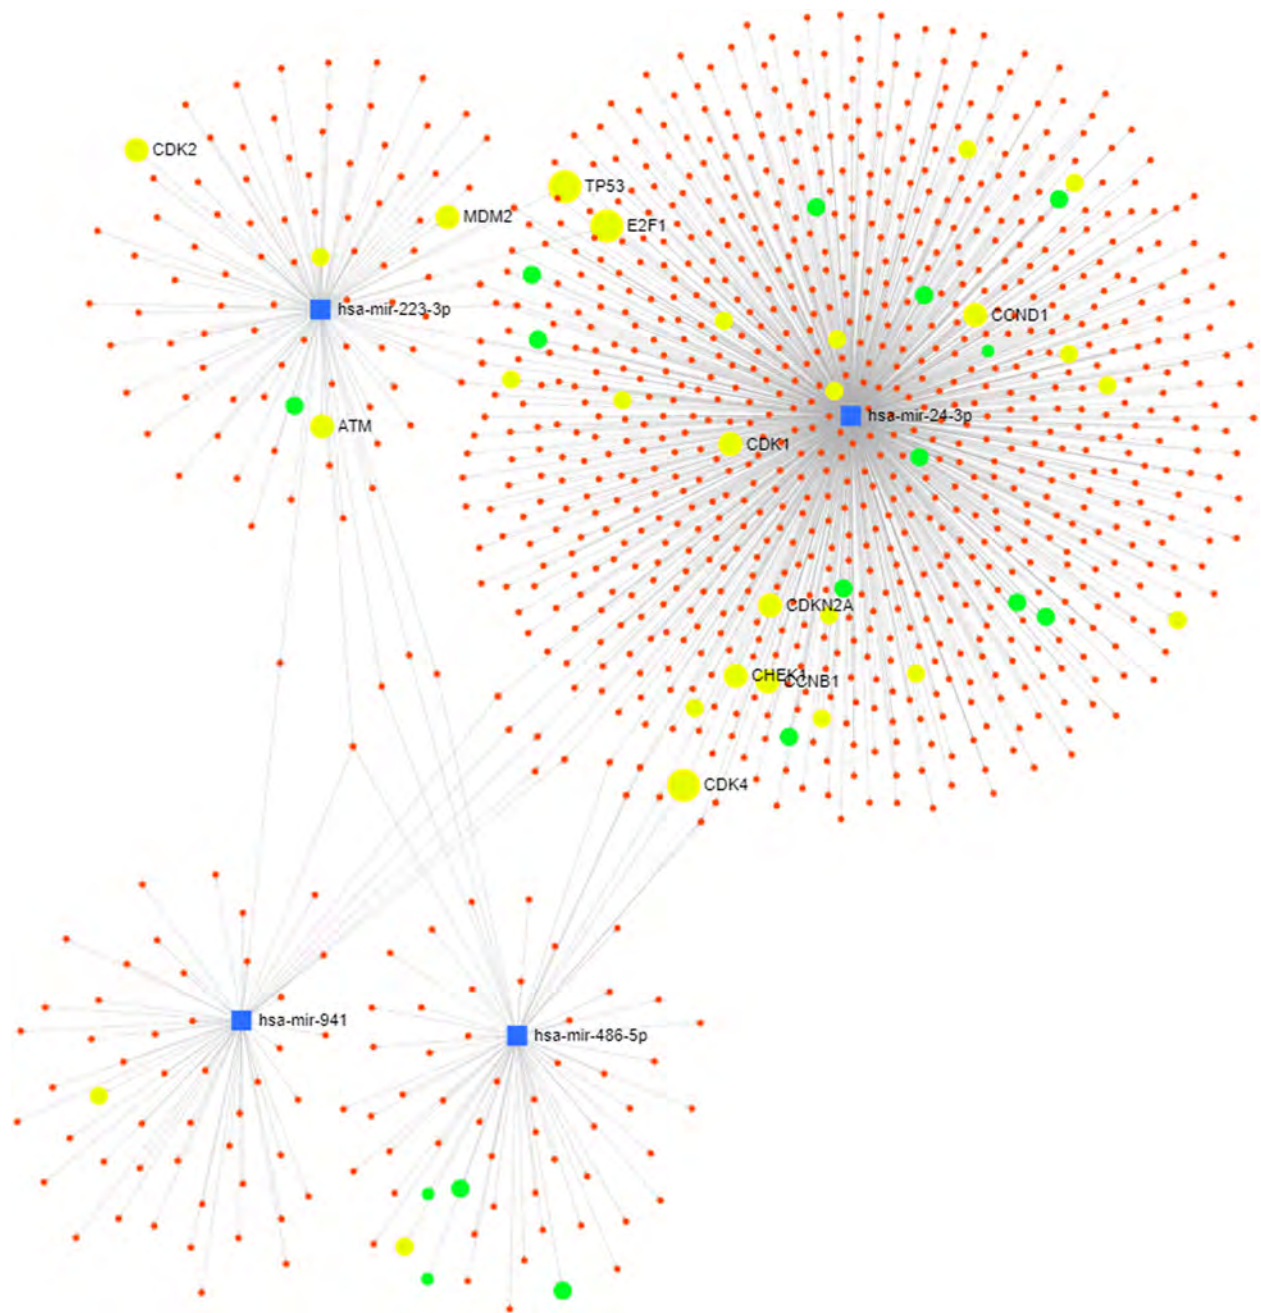 CDK2
TP53
MDM2
E2F1
hsa-mir-223-3p
CCND1
hsa-mir-24-3p
ATM
CDK1
CDKN2A
CHEK1
CCNB1
CDK4
hsa-mir-941
hsa-mir-486-5p